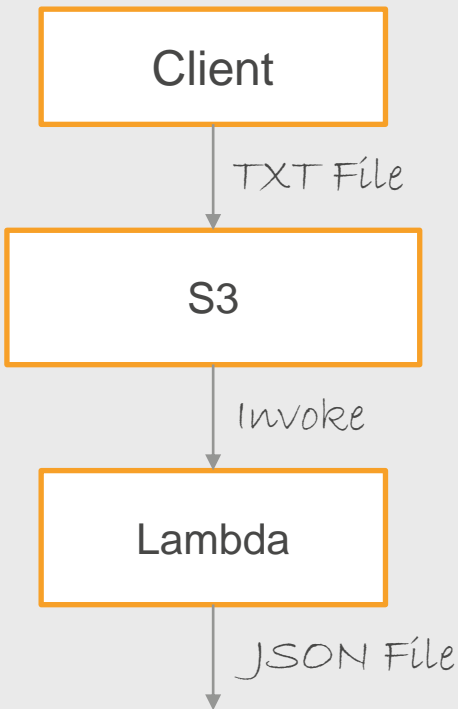 Client
TXT File
S3
Invoke
Lambda
JSON File